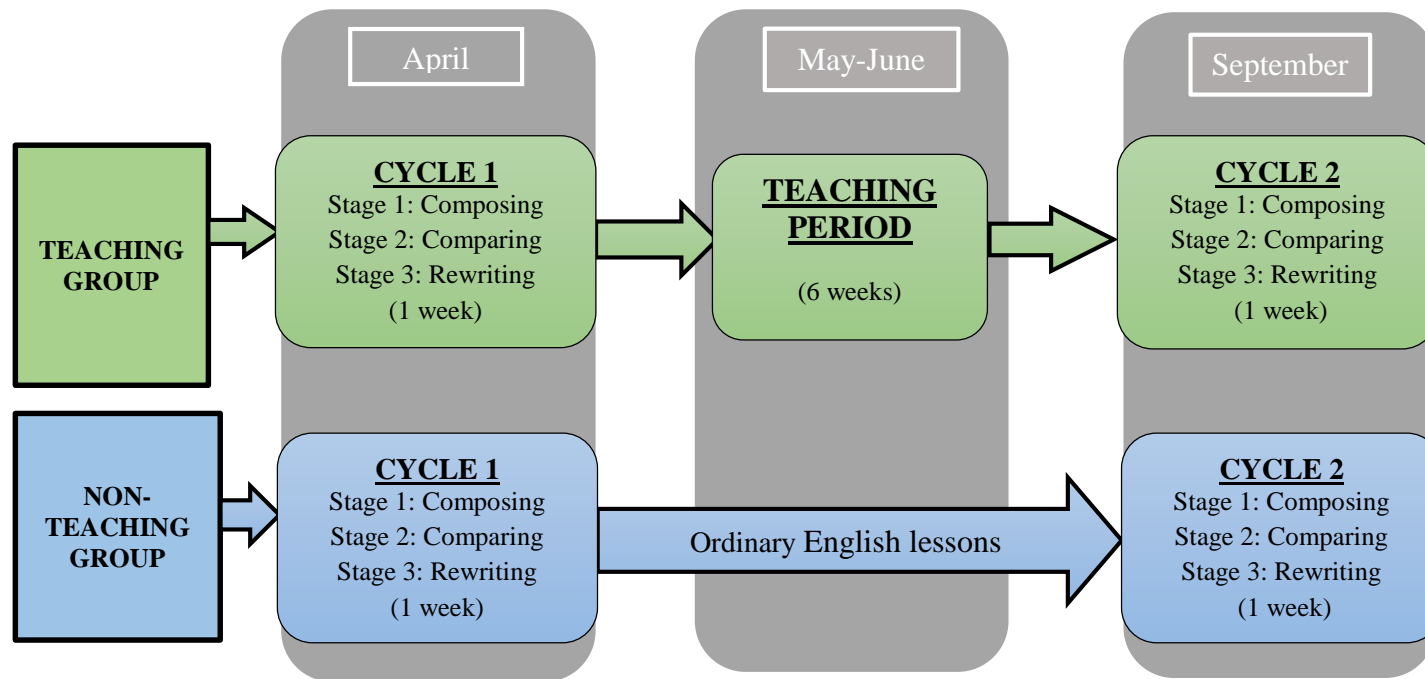 April
May-June
September
TEACHING
GROUP
CYCLE 1
Stage 1: Composing
Stage 2: Comparing
Stage 3: Rewriting
(1 week)
TEACHING
PERIOD
(6 weeks)
CYCLE 2
Stage 1: Composing
Stage 2: Comparing
Stage 3: Rewriting
(1 week)
NON-
TEACHING
GROUP
CYCLE 1
Stage 1: Composing
Stage 2: Comparing
Stage 3: Rewriting
(1 week)
Ordinary English lessons
CYCLE 2
Stage 1: Composing
Stage 2: Comparing
Stage 3: Rewriting
(1 week)